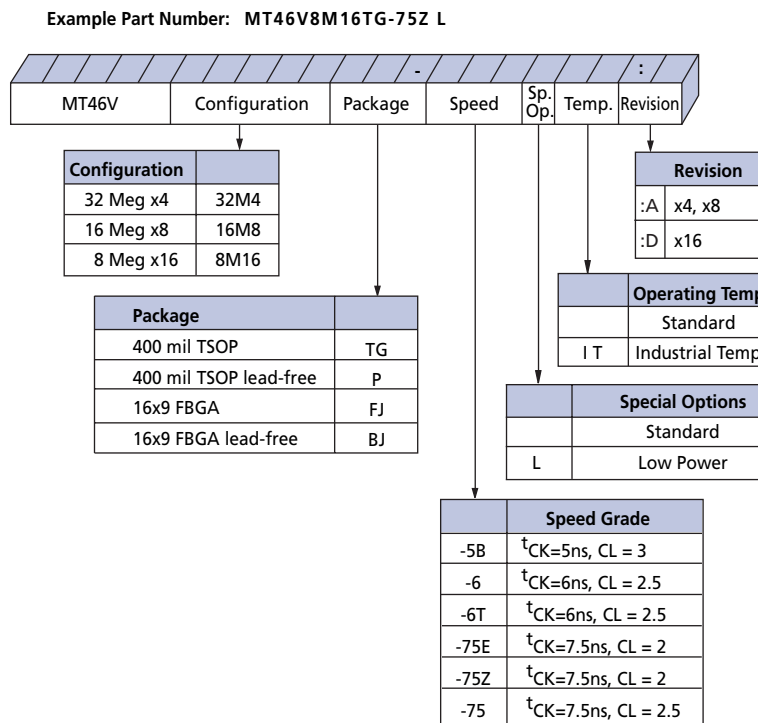 Example Part Number: MT46V8M16TG-75Z L
- :
MT46V Configuration Package Speed Sp. Op. Temp. Revision
Configuration
32 Meg x4 32M4
16 Meg x8 16M8
8 Meg x16 8M16
Revision
:A x4, x8
:D x16
Package
400 mil TSOP TG
400 mil TSOP lead-free P
16x9 FBGA FJ
16x9 FBGA lead-free BJ
Operating Temp
Standard
I T Industrial Temp
Special Options
Standard
L Low Power
Speed Grade
-5B tCK=5ns, CL = 3
-6 tCK=6ns, CL = 2.5
-6T tCK=6ns, CL = 2.5
-75E tCK=7.5ns, CL = 2
-75Z tCK=7.5ns, CL = 2
-75 tCK=7.5ns, CL = 2.5